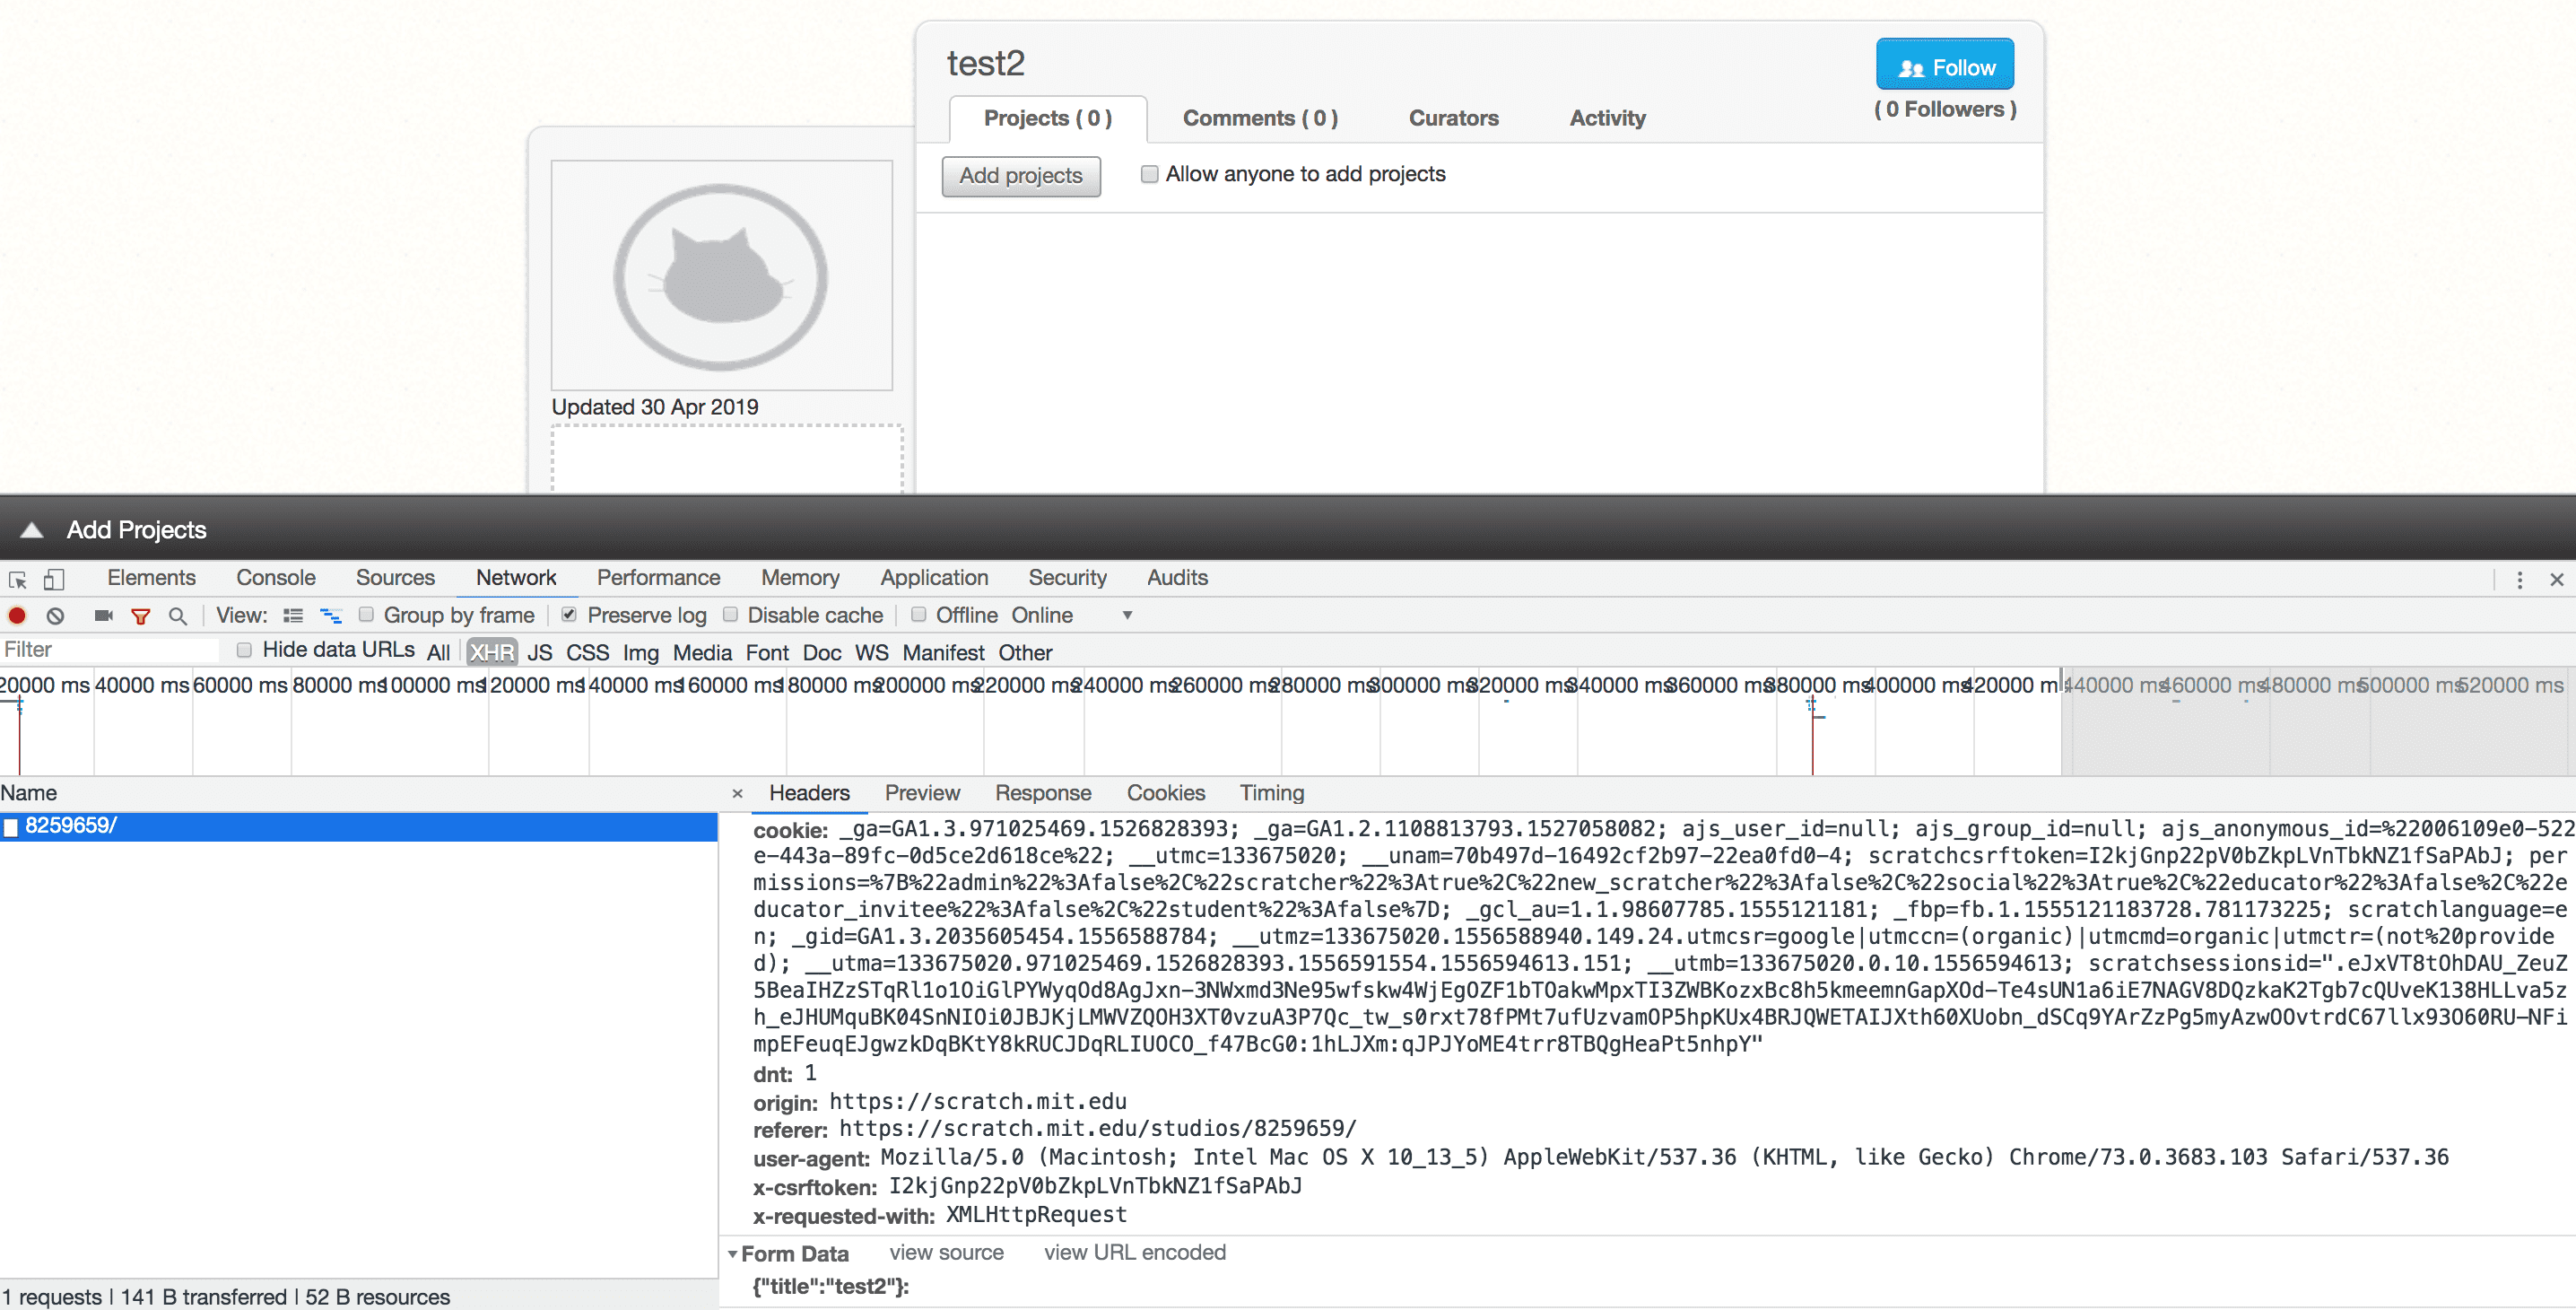 test2
Follow
( 0 Followers )
Projects ( 0 ) Comments ( 0 ) Curators Activity
Add projects Allow anyone to add projects
Updated 30 Apr 2019
Add Projects
Elements Console Sources Network Performance Memory Application Security Audits
View: Group by frame Preserve log Disable cache Offline Online
Filter Hide data URLs All XHR JS CSS Img Media Font Doc WS Manifest Other
20000 ms 40000 ms 60000 ms 80000 ms 100000 ms 120000 ms 140000 ms 160000 ms 180000 ms 200000 ms 220000 ms 240000 ms 260000 ms 280000 ms 300000 ms 320000 ms 340000 ms 360000 ms 380000 ms 400000 ms 420000 m 440000 ms 460000 ms 480000 ms 500000 ms 520000 ms
Name
× Headers Preview Response Cookies Timing
8259659/
cookie: _ga=GA1.3.971025469.1526828393; _ga=GA1.2.1108813793.1527058082; ajs_user_id=null; ajs_group_id=null; ajs_anonymous_id=%22006109e0-522
e-443a-89fc-0d5ce2d618ce%22; __utmc=133675020; __unam=70b497d-16492cf2b97-22ea0fd0-4; scratchcsrftoken=I2kjGnp22pV0bZkpLVnTbkNZ1fSaPAbJ; per
missions=%7B%22admin%22%3Afalse%2C%22scratcher%22%3Atrue%2C%22new_scratcher%22%3Afalse%2C%22social%22%3Atrue%2C%22educator%22%3Afalse%2C%22e
ducator_invitee%22%3Afalse%2C%22student%22%3Afalse%7D; _gcl_au=1.1.98607785.1555121181; _fbp=fb.1.1555121183728.781173225; scratchlanguage=e
n; _gid=GA1.3.2035605454.1556588784; __utmz=133675020.1556588940.149.24.utmcsr=google|utmccn=(organic)|utmcmd=organic|utmctr=(not%20provide
d); __utma=133675020.971025469.1526828393.1556591554.1556594613.151; __utmb=133675020.0.10.1556594613; scratchsessionsid=".eJxVT8tOhDAU_ZeuZ
5BeaIHZzSTqRl1o1OiGlPYWyqOd8AgJxn-3NWxmd3Ne95wfskw4WjEgOZF1bTOakwMpxTI3ZWBKozxBc8h5kmeemnGapXOd-Te4sUN1a6iE7NAGV8DQzkaK2Tgb7cQUveK138HLLva5z
h_eJHUMquBK04SnNIOi0JBJKjLMWVZQOH3XT0vzuA3P7Qc_tw_s0rxt78fPMt7ufUzvamOP5hpKUx4BRJQWETAIJXth60XUobn_dSCq9YArZzPg5myAzwOOvtrdC67llx93O60RU-NFi
mpEFeuqEJgwzkDqBKtY8kRUCJDqRLIUOCO_f47BcG0:1hLJXm:qJPJYoME4trr8TBQgHeaPt5nhpY"
dnt: 1
origin: https://scratch.mit.edu
referer: https://scratch.mit.edu/studios/8259659/
user-agent: Mozilla/5.0 (Macintosh; Intel Mac OS X 10_13_5) AppleWebKit/537.36 (KHTML, like Gecko) Chrome/73.0.3683.103 Safari/537.36
x-csrftoken: I2kjGnp22pV0bZkpLVnTbkNZ1fSaPAbJ
x-requested-with: XMLHttpRequest
Form Data view source view URL encoded
{"title":"test2"}:
1 requests | 141 B transferred | 52 B resources